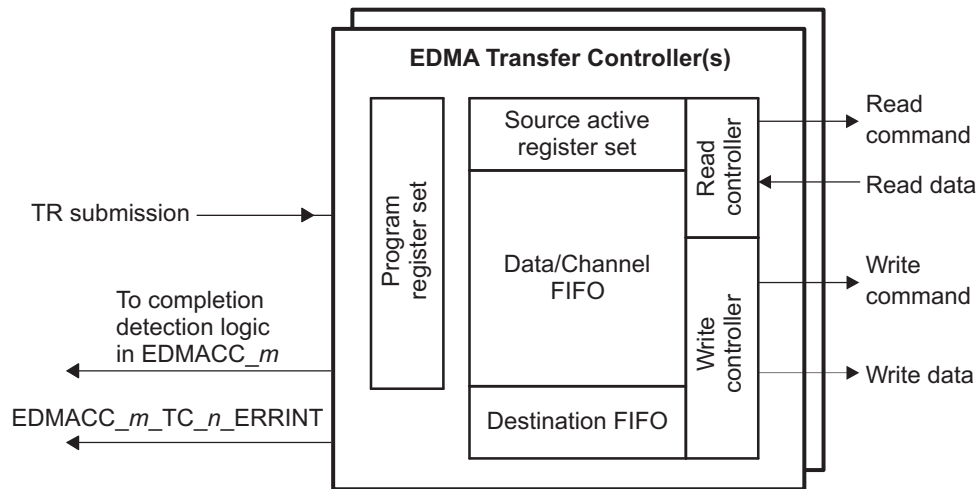 EDMA Transfer Controller(s)
TR submission
To completion
detection logic
in EDMACC_m
EDMACC_m_TC_n_ERRINT
Program
register set
Source active
register set
Data/Channel
FIFO
Destination FIFO
Read
controller
Write
controller
Read
command
Read data
Write
command
Write data